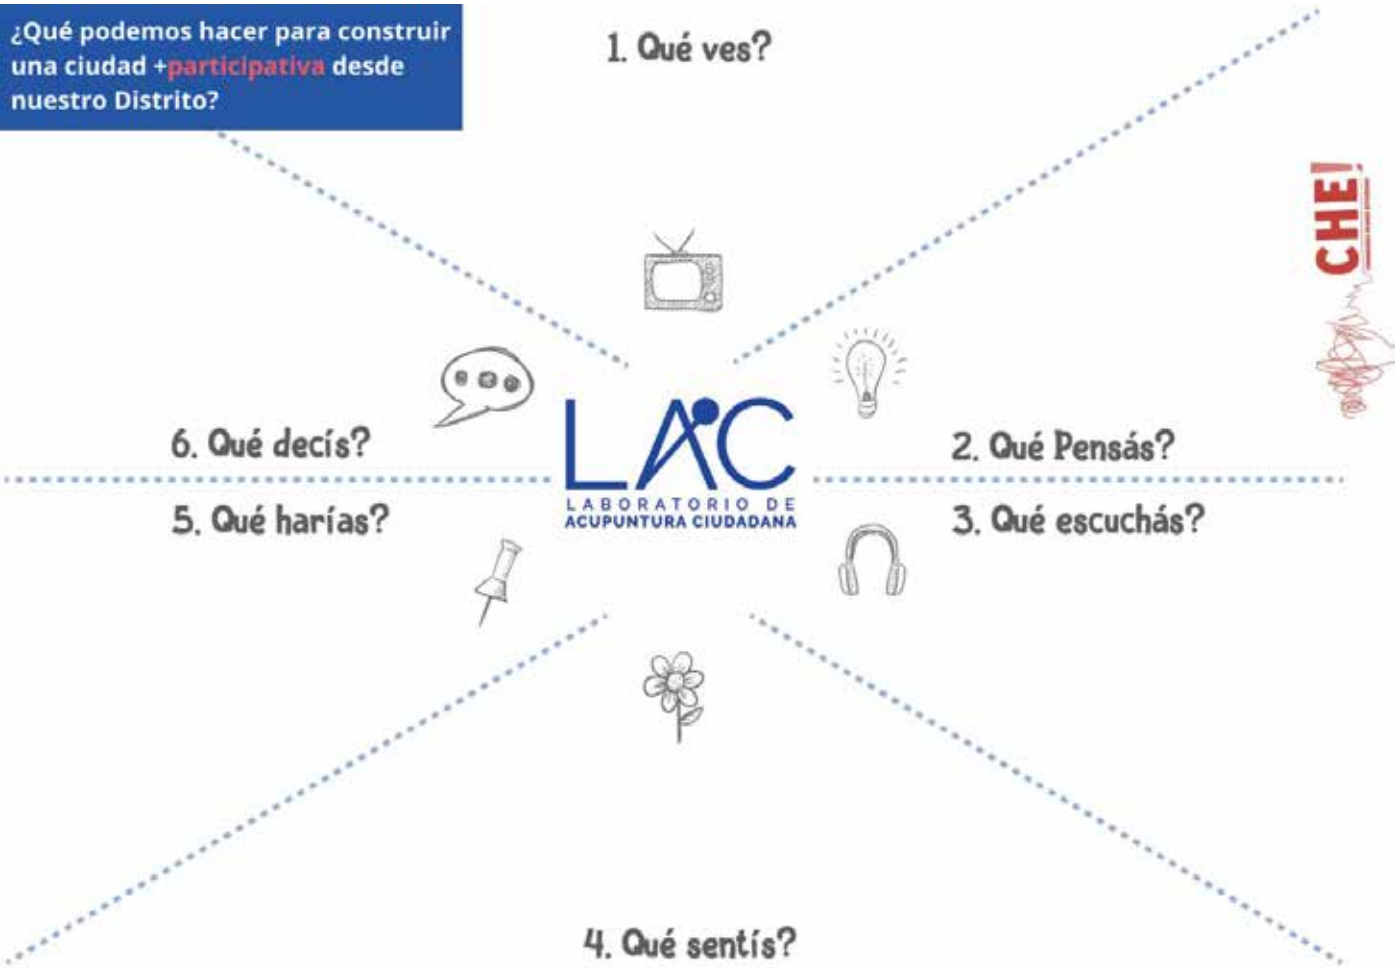 ¿Qué podemos hacer para construir
una ciudad +participativa desde
nuestro Distrito?
1. Qué ves?
CHE!
6. Qué decís?
2. Qué Pensás?
LAC
LABORATORIO DE
ACUPUNTURA CIUDADANA
5. Qué harías?
3. Qué escuchás?
4. Qué sentís?